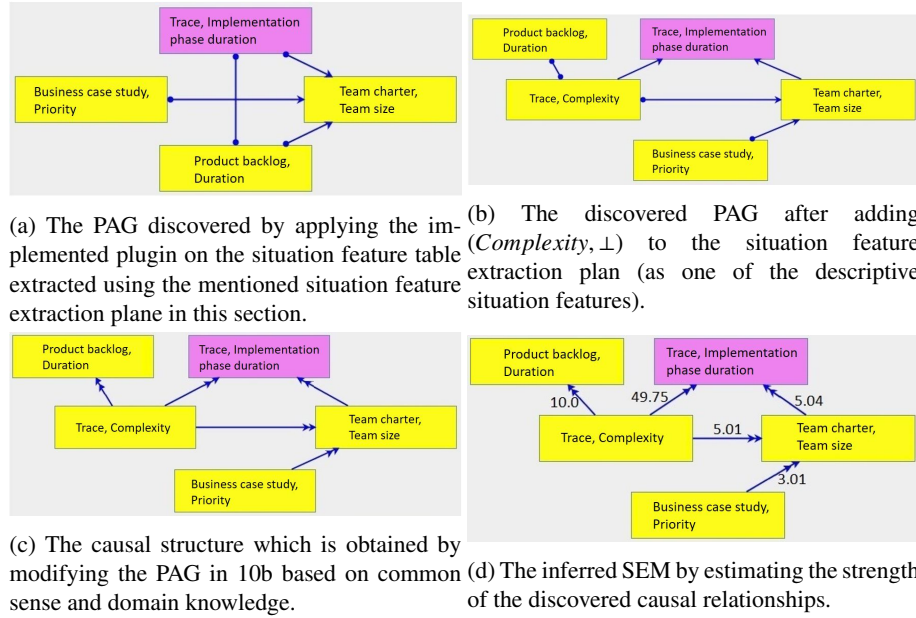 Trace, Implementation
phase duration
Business case study,
Priority
Team charter,
Team size
Product backlog,
Duration
(a) The PAG discovered by applying the im-
plemented plugin on the situation feature table
extracted using the mentioned situation feature
extraction plane in this section.
Product backlog,
Duration
Trace, Implementation
phase duration
Trace, Complexity
Team charter,
Team size
Business case study,
Priority
(b) The discovered PAG after adding
(Complexity, ⊥) to the situation feature
extraction plan (as one of the descriptive
situation features).
Product backlog,
Duration
Trace, Implementation
phase duration
Trace, Complexity
Team charter,
Team size
Business case study,
Priority
(c) The causal structure which is obtained by
modifying the PAG in 10b based on common
sense and domain knowledge.
Product backlog,
Duration
Trace, Implementation
phase duration
10.0
49.75
5.04
Trace, Complexity
5.01
Team charter,
Team size
3.01
Business case study,
Priority
(d) The inferred SEM by estimating the strength
of the discovered causal relationships.